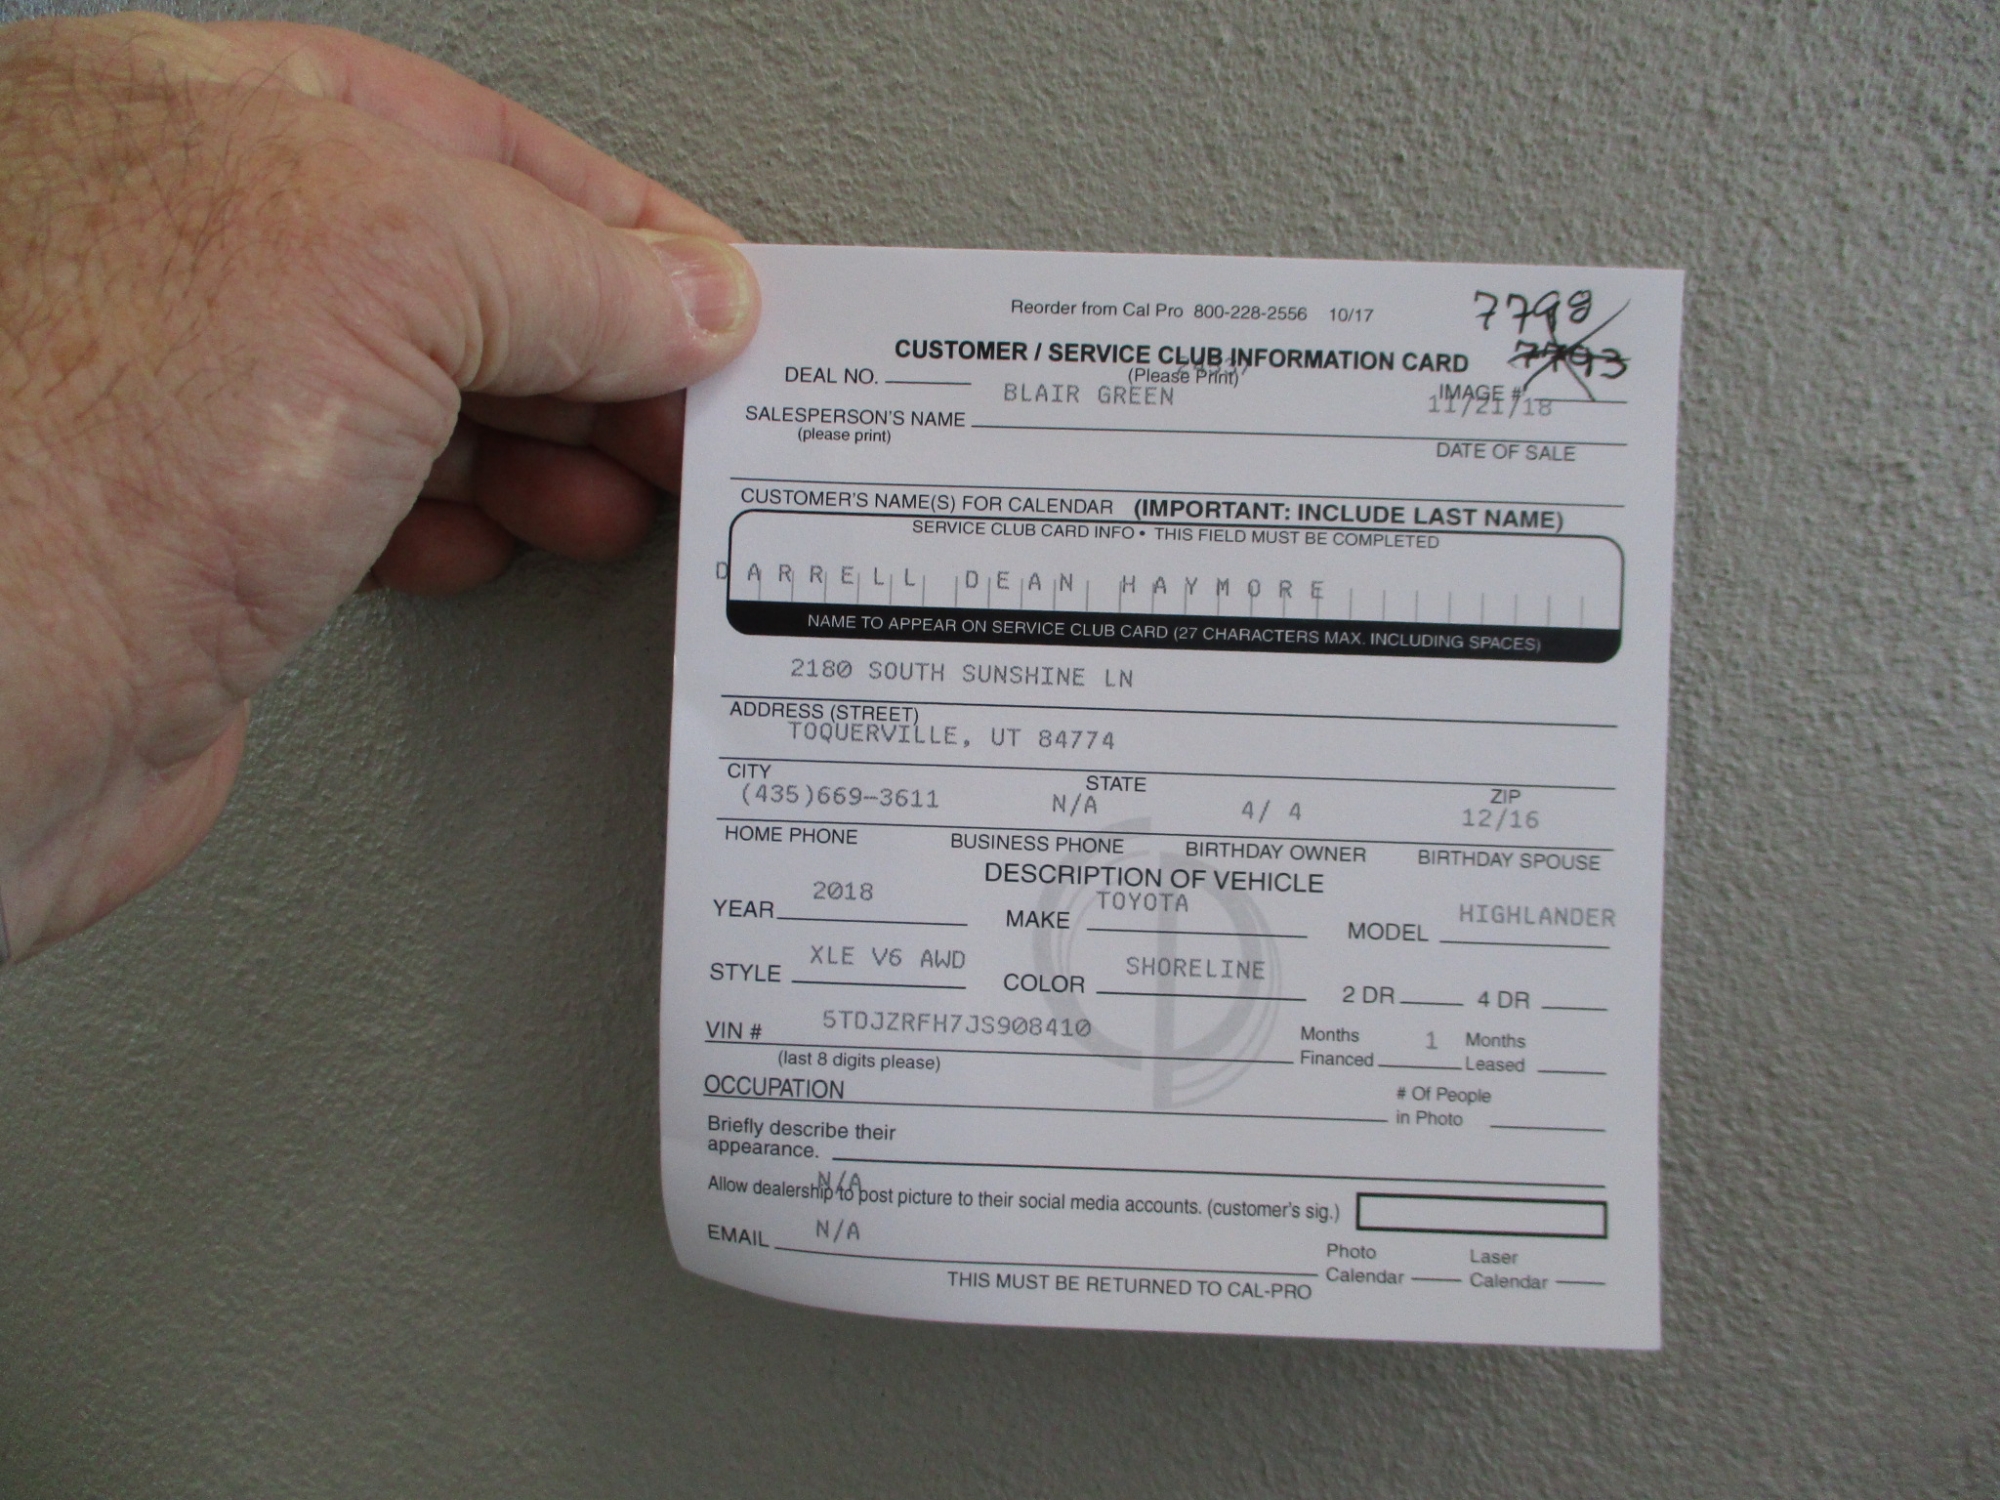 Reorder from Cal Pro 800-228-2556 10/17
7798
CUSTOMER / SERVICE CLUB INFORMATION CARD
7793
(Please Print)
DEAL NO.
IMAGE #
BLAIR GREEN
11/21/18
SALESPERSON'S NAME
(please print)
DATE OF SALE
CUSTOMER'S NAME(S) FOR CALENDAR (IMPORTANT: INCLUDE LAST NAME)
SERVICE CLUB CARD INFO • THIS FIELD MUST BE COMPLETED
DARRELL DEAN HAYMORE
NAME TO APPEAR ON SERVICE CLUB CARD (27 CHARACTERS MAX. INCLUDING SPACES)
2180 SOUTH SUNSHINE LN
ADDRESS (STREET)
TOQUERVILLE, UT 84774
CITY STATE ZIP
(435)669-3611 N/A 4/ 4 12/16
HOME PHONE BUSINESS PHONE BIRTHDAY OWNER BIRTHDAY SPOUSE
DESCRIPTION OF VEHICLE
YEAR 2018 MAKE TOYOTA MODEL HIGHLANDER
STYLE XLE V6 AWD COLOR SHORELINE 2 DR 4 DR
VIN # 5TDJZRFH7JS908410 Months Financed 1 Months Leased
(last 8 digits please)
OCCUPATION # Of People in Photo
Briefly describe their
appearance.
N/A
Allow dealership to post picture to their social media accounts. (customer's sig.)
EMAIL N/A
Photo Calendar Laser Calendar
THIS MUST BE RETURNED TO CAL-PRO